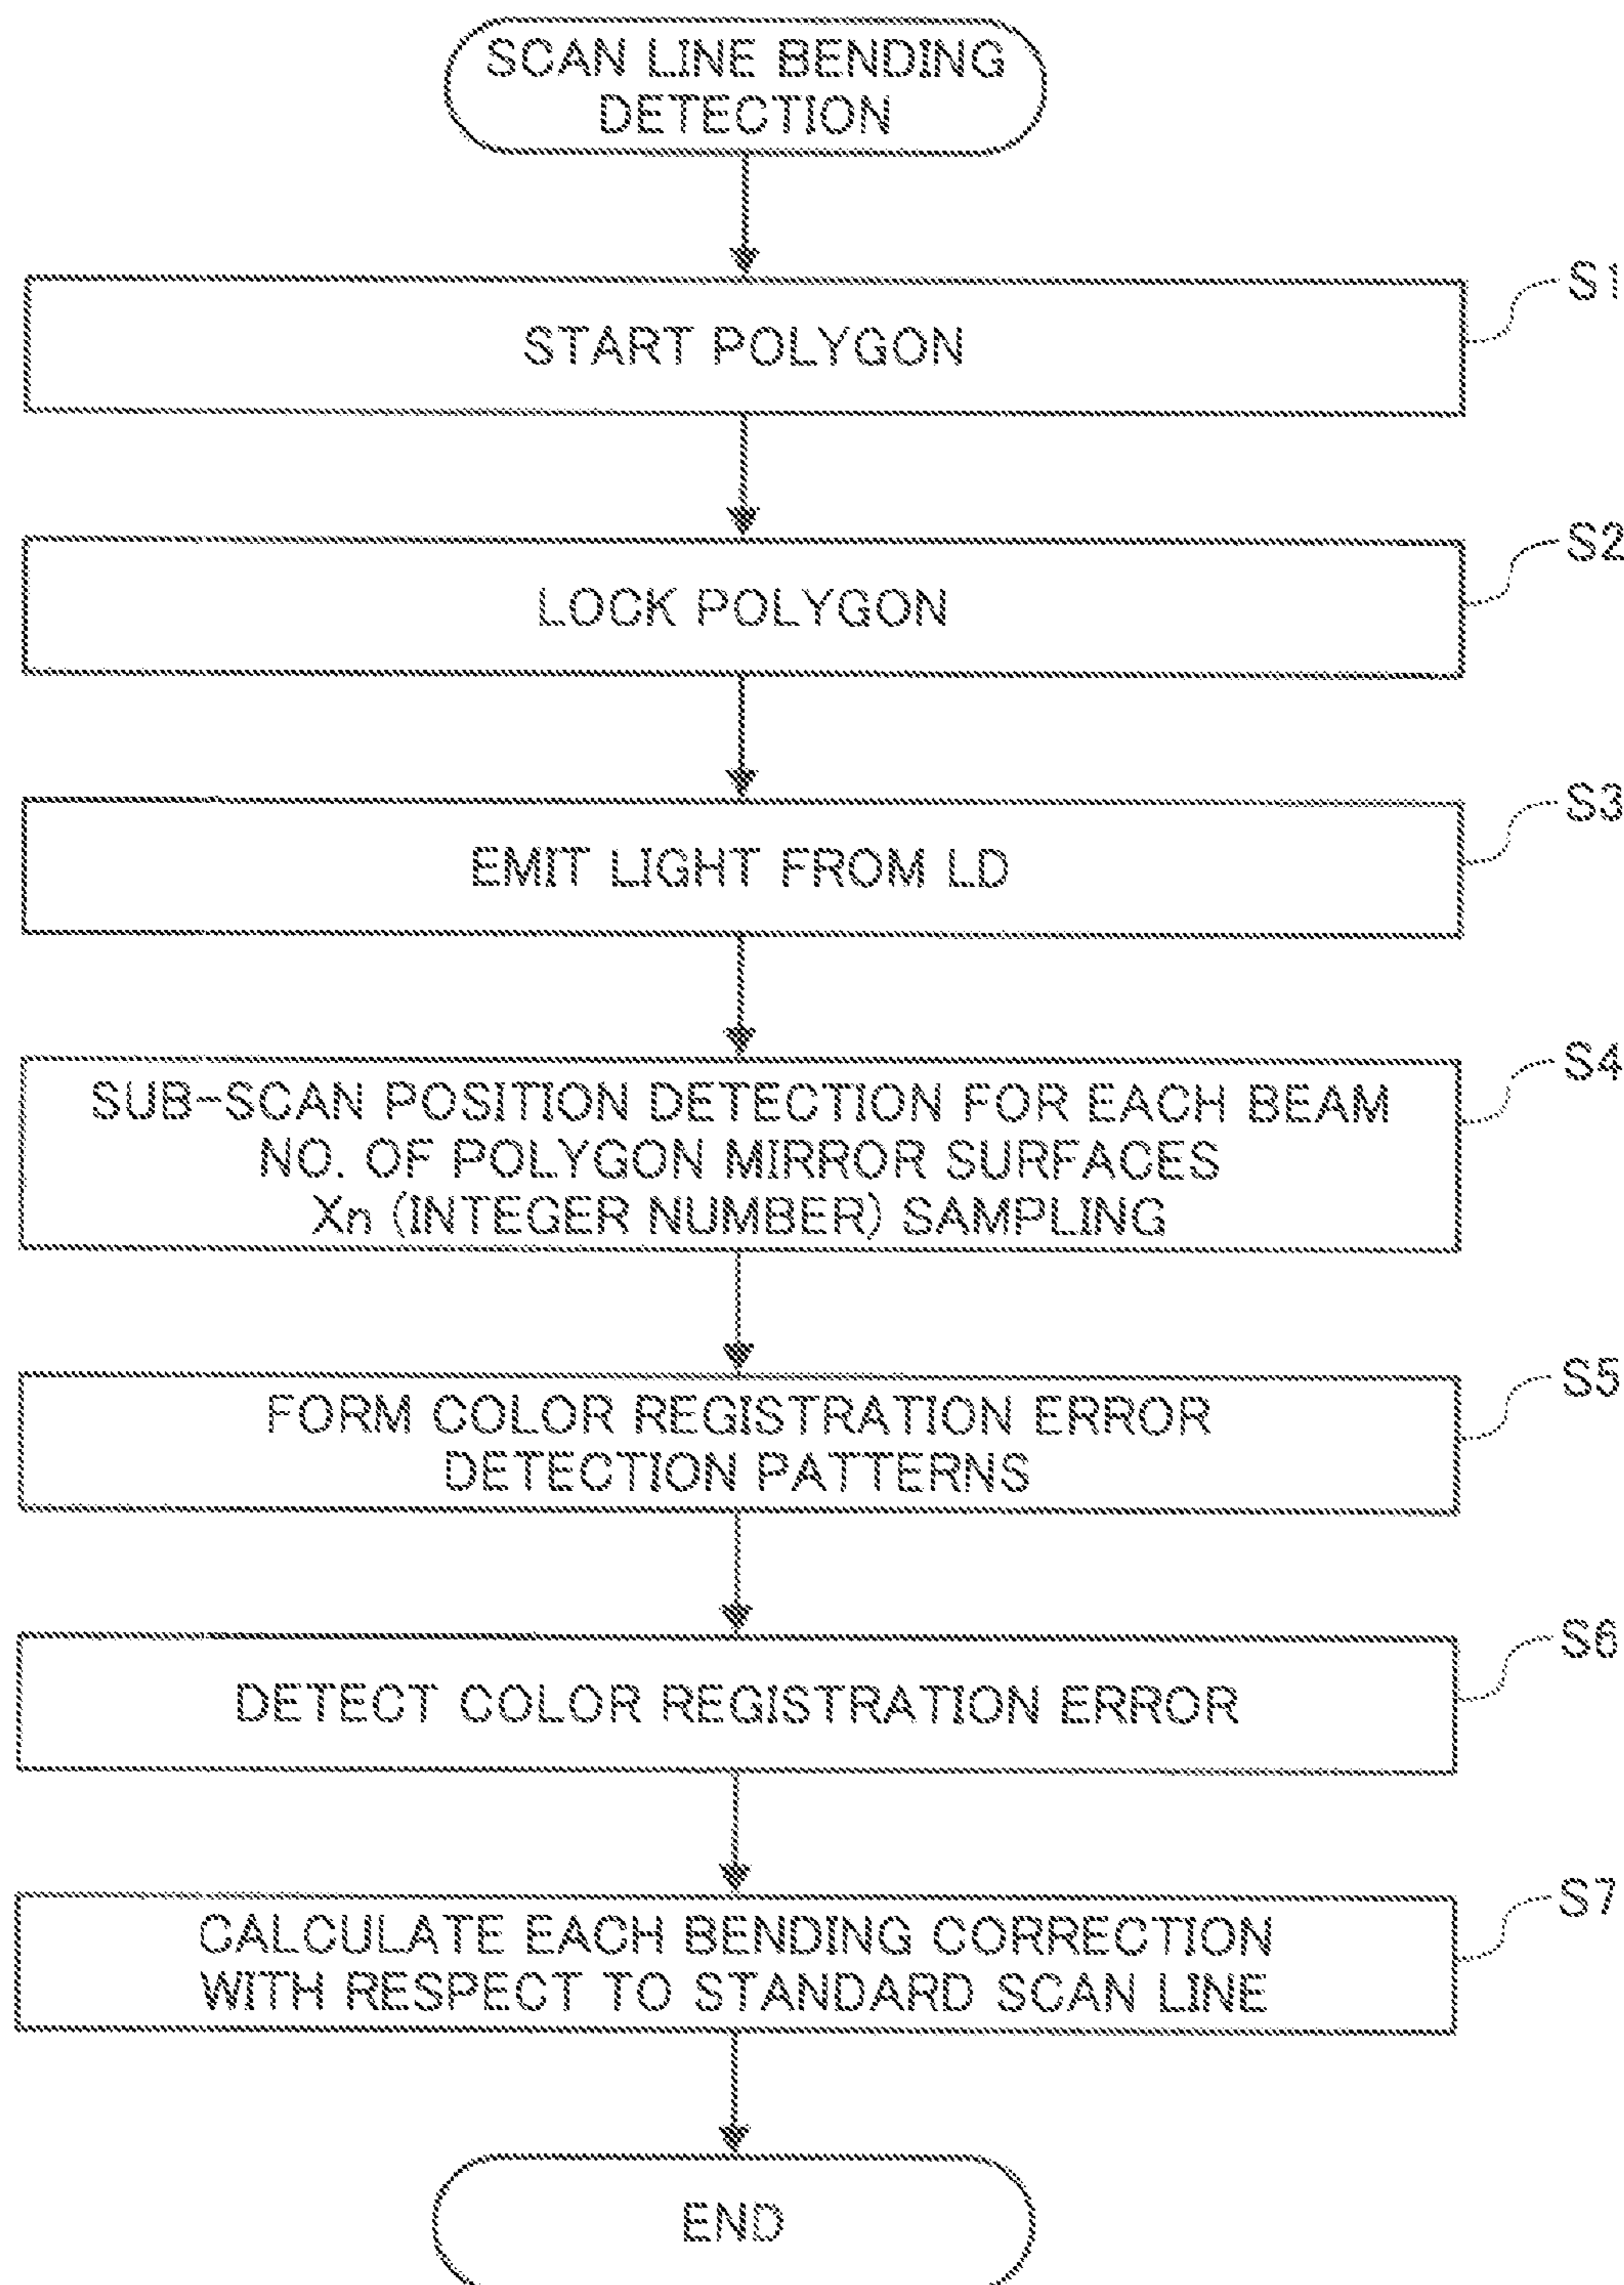 SCAN LINE BENDING
DETECTION
S1
START POLYGON
S2
LOCK POLYGON
S3
EMIT LIGHT FROM LD
S4
SUB-SCAN POSITION DETECTION FOR EACH BEAM
NO. OF POLYGON MIRROR SURFACES
Xn (INTEGER NUMBER) SAMPLING
S5
FORM COLOR REGISTRATION ERROR
DETECTION PATTERNS
S6
DETECT COLOR REGISTRATION ERROR
S7
CALCULATE EACH BENDING CORRECTION
WITH RESPECT TO STANDARD SCAN LINE
END